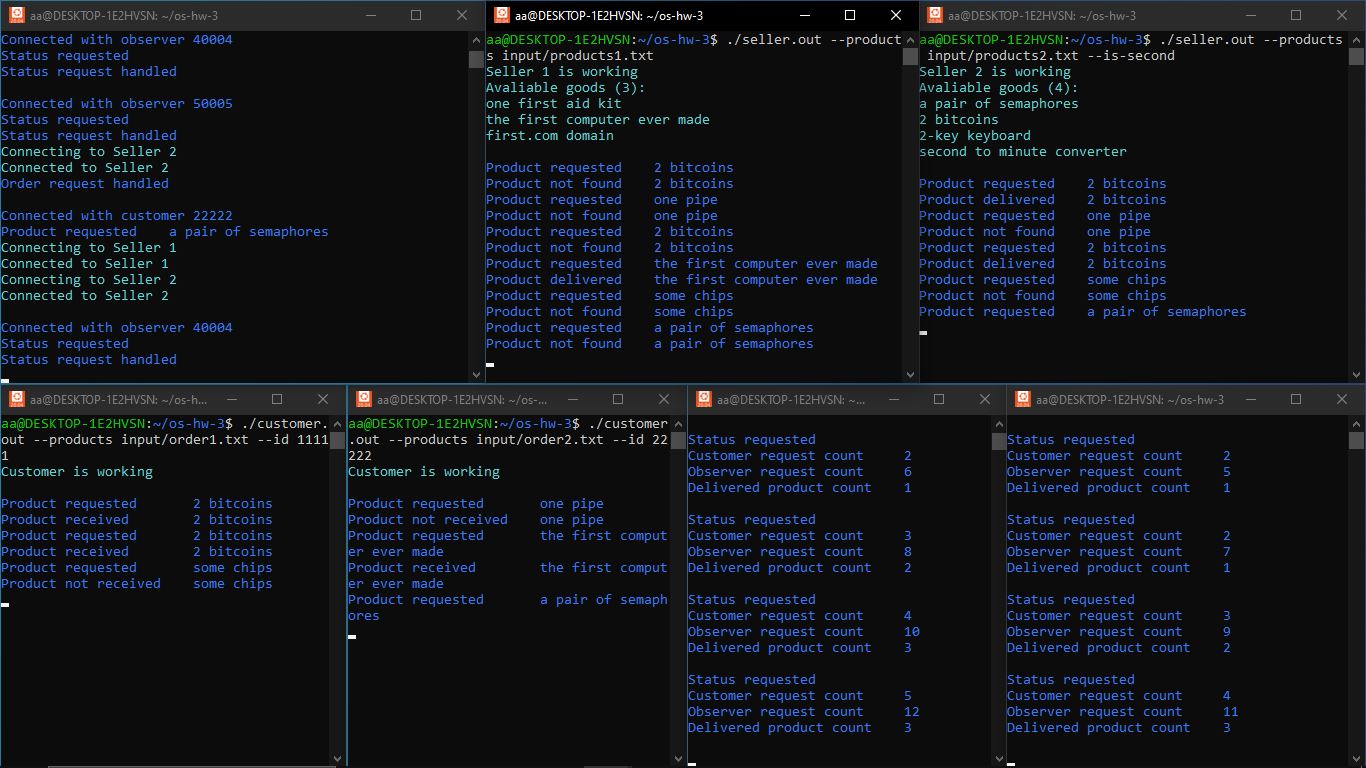 aa@DESKTOP-1E2HVSN: ~/os-hw-3
Connected with observer 40004
Status requested
Status request handled
Connected with observer 50005
Status requested
Status request handled
Connecting to Seller 2
Connected to Seller 2
Order request handled
Connected with customer 22222
Product requested    a pair of semaphores
Connecting to Seller 1
Connected to Seller 1
Connecting to Seller 2
Connected to Seller 2
Connected with observer 40004
Status requested
Status request handled
aa@DESKTOP-1E2HVSN: ~/os-hw-3
aa@DESKTOP-1E2HVSN:~/os-hw-3$ ./seller.out --product
s input/products1.txt
Seller 1 is working
Avaliable goods (3):
one first aid kit
the first computer ever made
first.com domain
Product requested    2 bitcoins
Product not found    2 bitcoins
Product requested    one pipe
Product not found    one pipe
Product requested    2 bitcoins
Product not found    2 bitcoins
Product requested    the first computer ever made
Product delivered    the first computer ever made
Product requested    some chips
Product not found    some chips
Product requested    a pair of semaphores
Product not found    a pair of semaphores
aa@DESKTOP-1E2HVSN: ~/os-hw-3
aa@DESKTOP-1E2HVSN:~/os-hw-3$ ./seller.out --products
input/products2.txt --is-second
Seller 2 is working
Avaliable goods (4):
a pair of semaphores
2 bitcoins
2-key keyboard
second to minute converter
Product requested    2 bitcoins
Product delivered    2 bitcoins
Product requested    one pipe
Product not found    one pipe
Product requested    2 bitcoins
Product delivered    2 bitcoins
Product requested    some chips
Product not found    some chips
Product requested    a pair of semaphores
aa@DESKTOP-1E2HVSN: ~/os-h...
aa@DESKTOP-1E2HVSN:~/os-hw-3$ ./customer.
out --products input/order1.txt --id 1111
1
Customer is working
Product requested    2 bitcoins
Product received    2 bitcoins
Product requested    2 bitcoins
Product received    2 bitcoins
Product requested    some chips
Product not received    some chips
aa@DESKTOP-1E2HVSN: ~/os-...
aa@DESKTOP-1E2HVSN:~/os-hw-3$ ./customer
.out --products input/order2.txt --id 22
222
Customer is working
Product requested    one pipe
Product not received    one pipe
Product requested    the first comput
er ever made
Product received    the first comput
er ever made
Product requested    a pair of semaph
ores
aa@DESKTOP-1E2HVSN: ~...
Status requested
Customer request count    2
Observer request count    6
Delivered product count    1
Status requested
Customer request count    3
Observer request count    8
Delivered product count    2
Status requested
Customer request count    4
Observer request count    10
Delivered product count    3
Status requested
Customer request count    5
Observer request count    12
Delivered product count    3
aa@DESKTOP-1E2HVSN: ~/os-hw-3
Status requested
Customer request count    2
Observer request count    5
Delivered product count    1
Status requested
Customer request count    2
Observer request count    7
Delivered product count    1
Status requested
Customer request count    3
Observer request count    9
Delivered product count    2
Status requested
Customer request count    4
Observer request count    11
Delivered product count    3